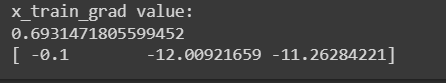 x_train_grad value:
0.6931471805599452
[ -0.1        -12.00921659 -11.26284221]